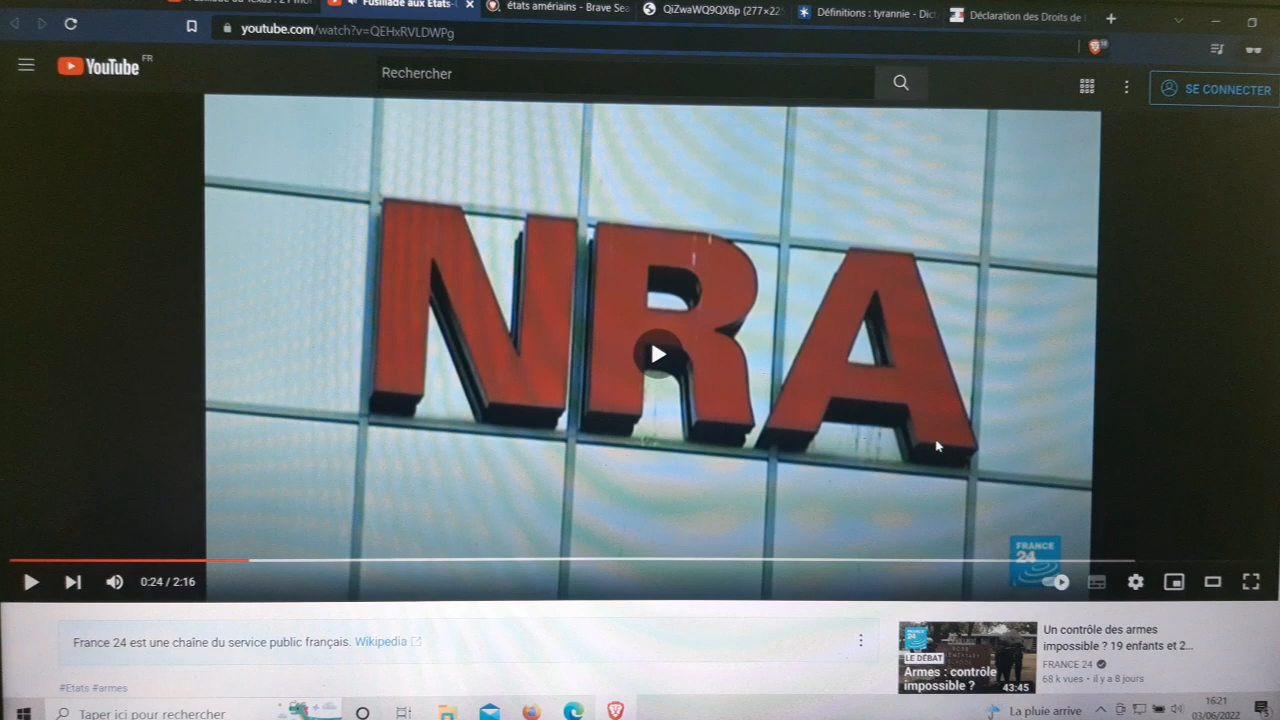 Fusillade aux États-
états amériains - Brave Sea
QiZwaWQ9QXBp (277×22
Définitions : tyrannie - Dict
Déclaration des Droits de
youtube.com/watch?v=QEHxRVLDWPg
YouTube FR
Rechercher
SE CONNECTER
NRA
FRANCE
24
0:24 / 2:16
France 24 est une chaîne du service public français. Wikipedia
#Etats #armes
LE DÉBAT
Armes : contrôle
impossible ?
43:45
Un contrôle des armes
impossible ? 19 enfants et 2...
FRANCE 24
68 k vues • il y a 8 jours
Taper ici pour rechercher
La pluie arrive
16:21
03/06/2022